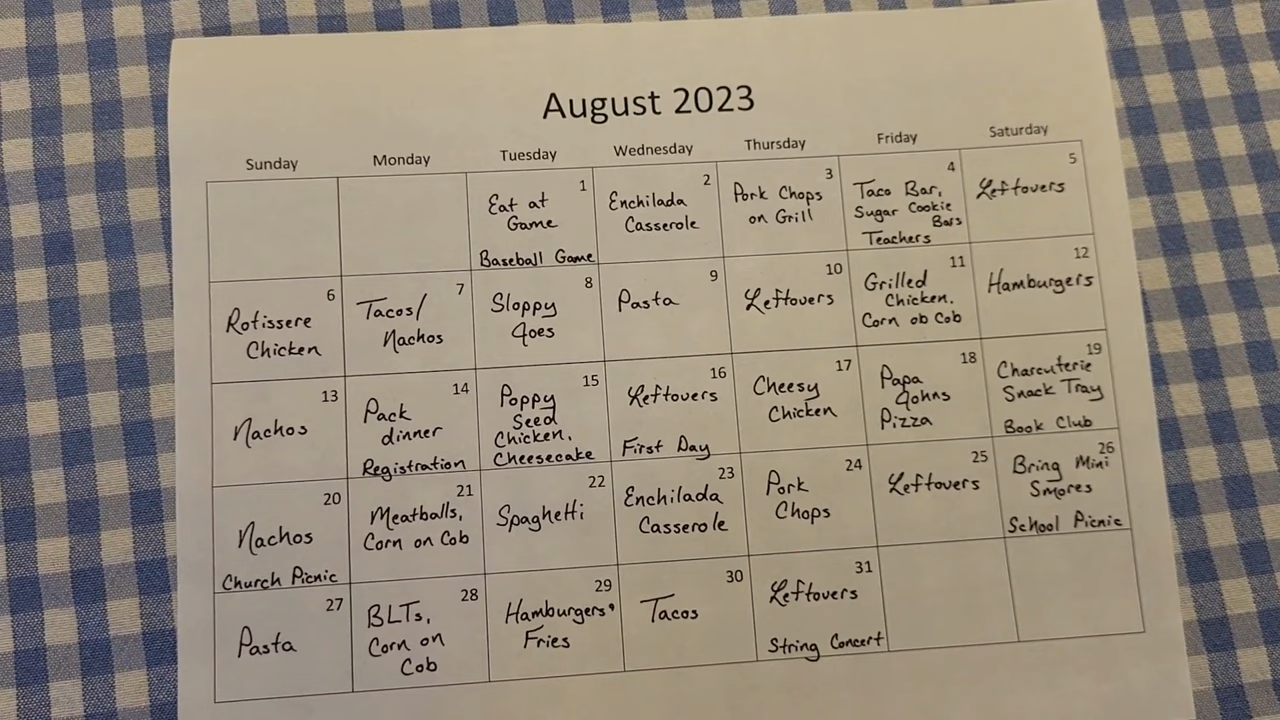 August 2023
Sunday Monday Tuesday Wednesday Thursday Friday Saturday
1
Eat at
Game
Baseball Game
2
Enchilada
Casserole
3
Pork Chops
on Grill
4
Taco Bar,
Sugar Cookie
Bars
Teachers
5
Leftovers
6
Rotissere
Chicken
7
Tacos/
Nachos
8
Sloppy
Joes
9
Pasta
10
Leftovers
11
Grilled
Chicken,
Corn ob Cob
12
Hamburgers
13
Nachos
14
Pack
dinner
Registration
15
Poppy
Seed
Chicken,
Cheesecake
16
Leftovers
First Day
17
Cheesy
Chicken
18
Papa
Johns
Pizza
19
Charcuterie
Snack Tray
Book Club
20
Nachos
Church Picnic
21
Meatballs,
Corn on Cob
22
Spaghetti
23
Enchilada
Casserole
24
Pork
Chops
25
Leftovers
26
Bring Mini
Smores
School Picnic
27
Pasta
28
BLTs,
Corn on
Cob
29
Hamburgers,
Fries
30
Tacos
31
Leftovers
String Concert